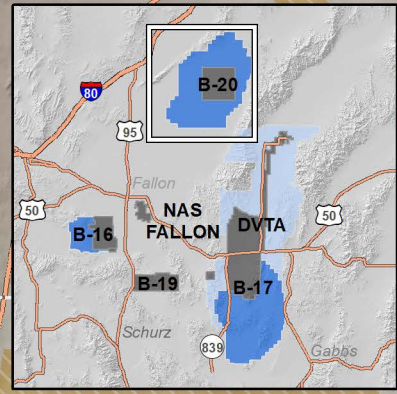 B-20
80
95
Fallon
50
NAS
FALLON
DVTA
50
B-16
B-19
B-17
Schurz
839
Gabbs